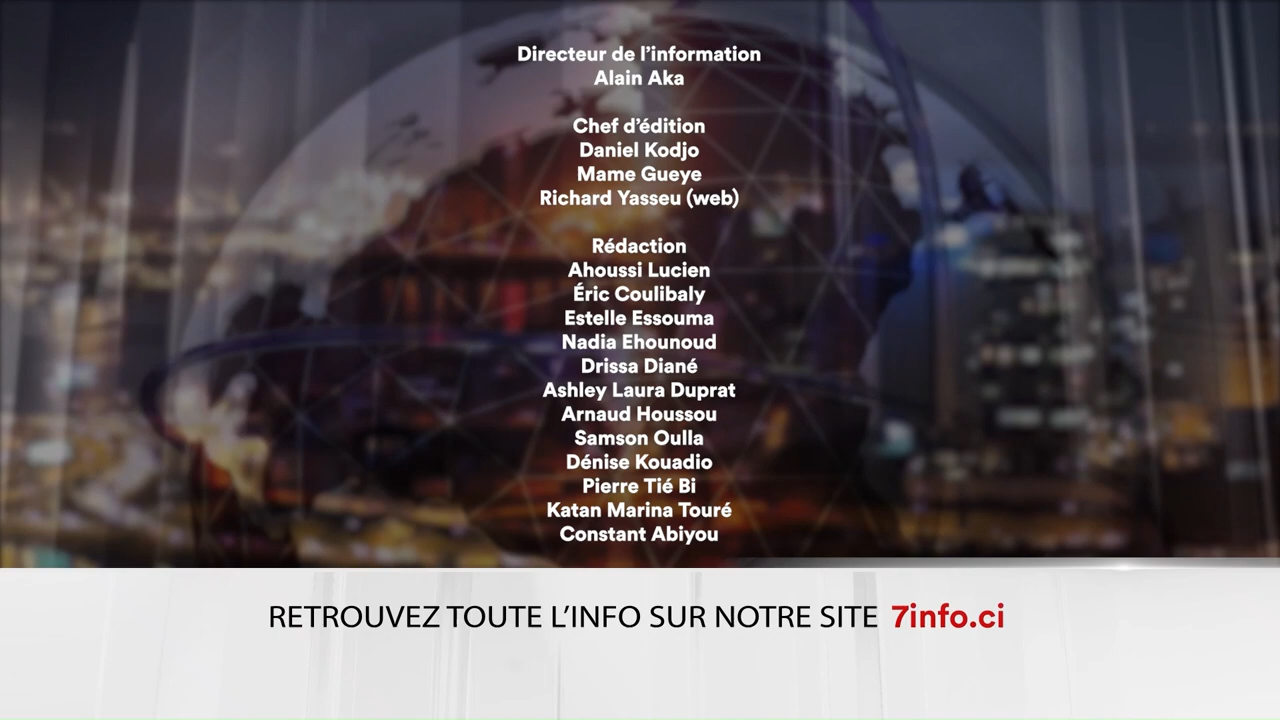 Directeur de l’information
Alain Aka
Chef d’édition
Daniel Kodjo
Mame Gueye
Richard Yasseu (web)
Rédaction
Ahoussi Lucien
Éric Coulibaly
Estelle Essouma
Nadia Ehounoud
Drissa Diané
Ashley Laura Duprat
Arnaud Houssou
Samson Oulla
Dénise Kouadio
Pierre Tié Bi
Katan Marina Touré
Constant Abiyou
RETROUVEZ TOUTE L’INFO SUR NOTRE SITE 7info.ci